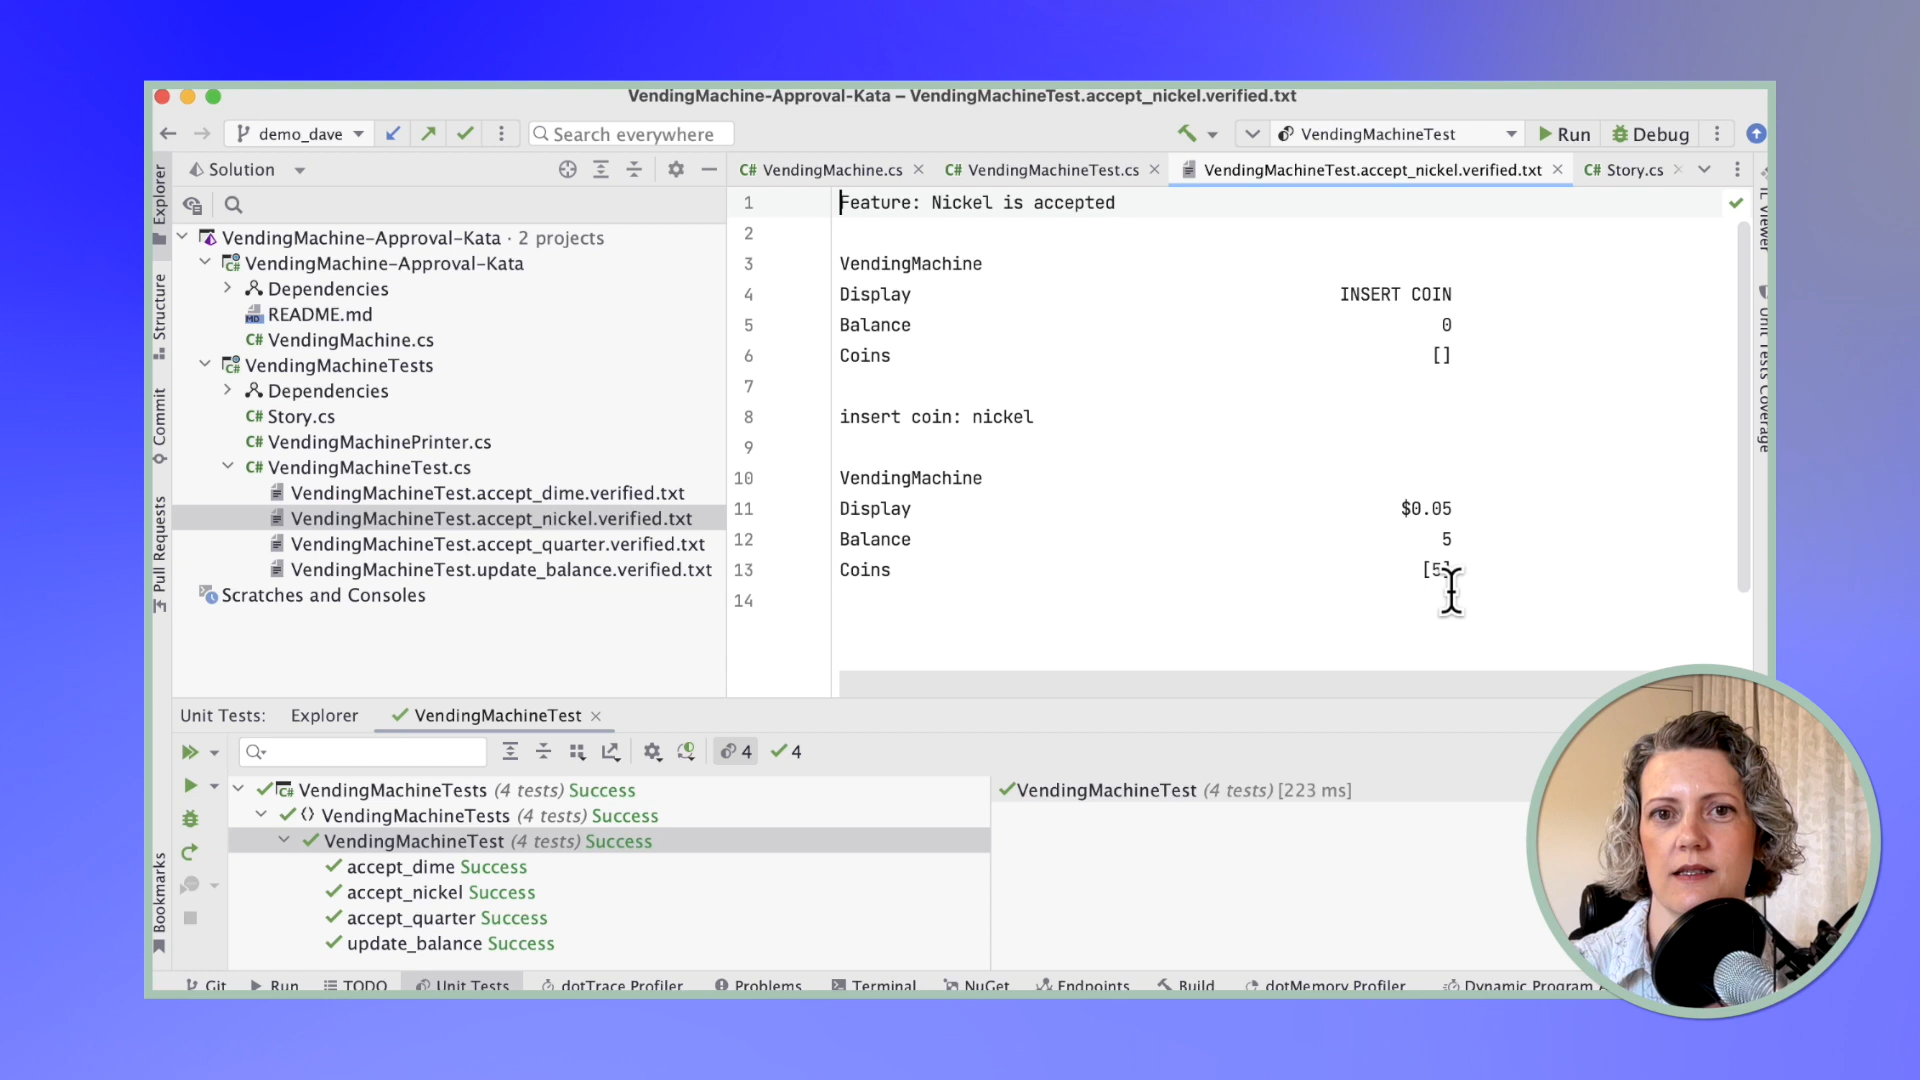 VendingMachine-Approval-Kata – VendingMachineTest.accept_nickel.verified.txt
demo_dave
Search everywhere
VendingMachineTest
Run
Debug
Solution
C# VendingMachine.cs
C# VendingMachineTest.cs
VendingMachineTest.accept_nickel.verified.txt
C# Story.cs
Explorer
Structure
Commit
Pull Requests
Bookmarks
VendingMachine-Approval-Kata · 2 projects
VendingMachine-Approval-Kata
Dependencies
MD README.md
C# VendingMachine.cs
VendingMachineTests
Dependencies
C# Story.cs
C# VendingMachinePrinter.cs
C# VendingMachineTest.cs
VendingMachineTest.accept_dime.verified.txt
VendingMachineTest.accept_nickel.verified.txt
VendingMachineTest.accept_quarter.verified.txt
VendingMachineTest.update_balance.verified.txt
Scratches and Consoles
1 Feature: Nickel is accepted
2
3 VendingMachine
4 Display INSERT COIN
5 Balance 0
6 Coins []
7
8 insert coin: nickel
9
10 VendingMachine
11 Display $0.05
12 Balance 5
13 Coins [5]
14
IL Viewer
Unit Tests Coverage
Unit Tests:
Explorer
VendingMachineTest
4
4
VendingMachineTests (4 tests) Success
VendingMachineTests (4 tests) Success
VendingMachineTest (4 tests) Success
accept_dime Success
accept_nickel Success
accept_quarter Success
update_balance Success
VendingMachineTest (4 tests) [223 ms]
Git
Run
TODO
Unit Tests
dotTrace Profiler
Problems
Terminal
NuGet
Endpoints
Build
dotMemory Profiler
Dynamic Program